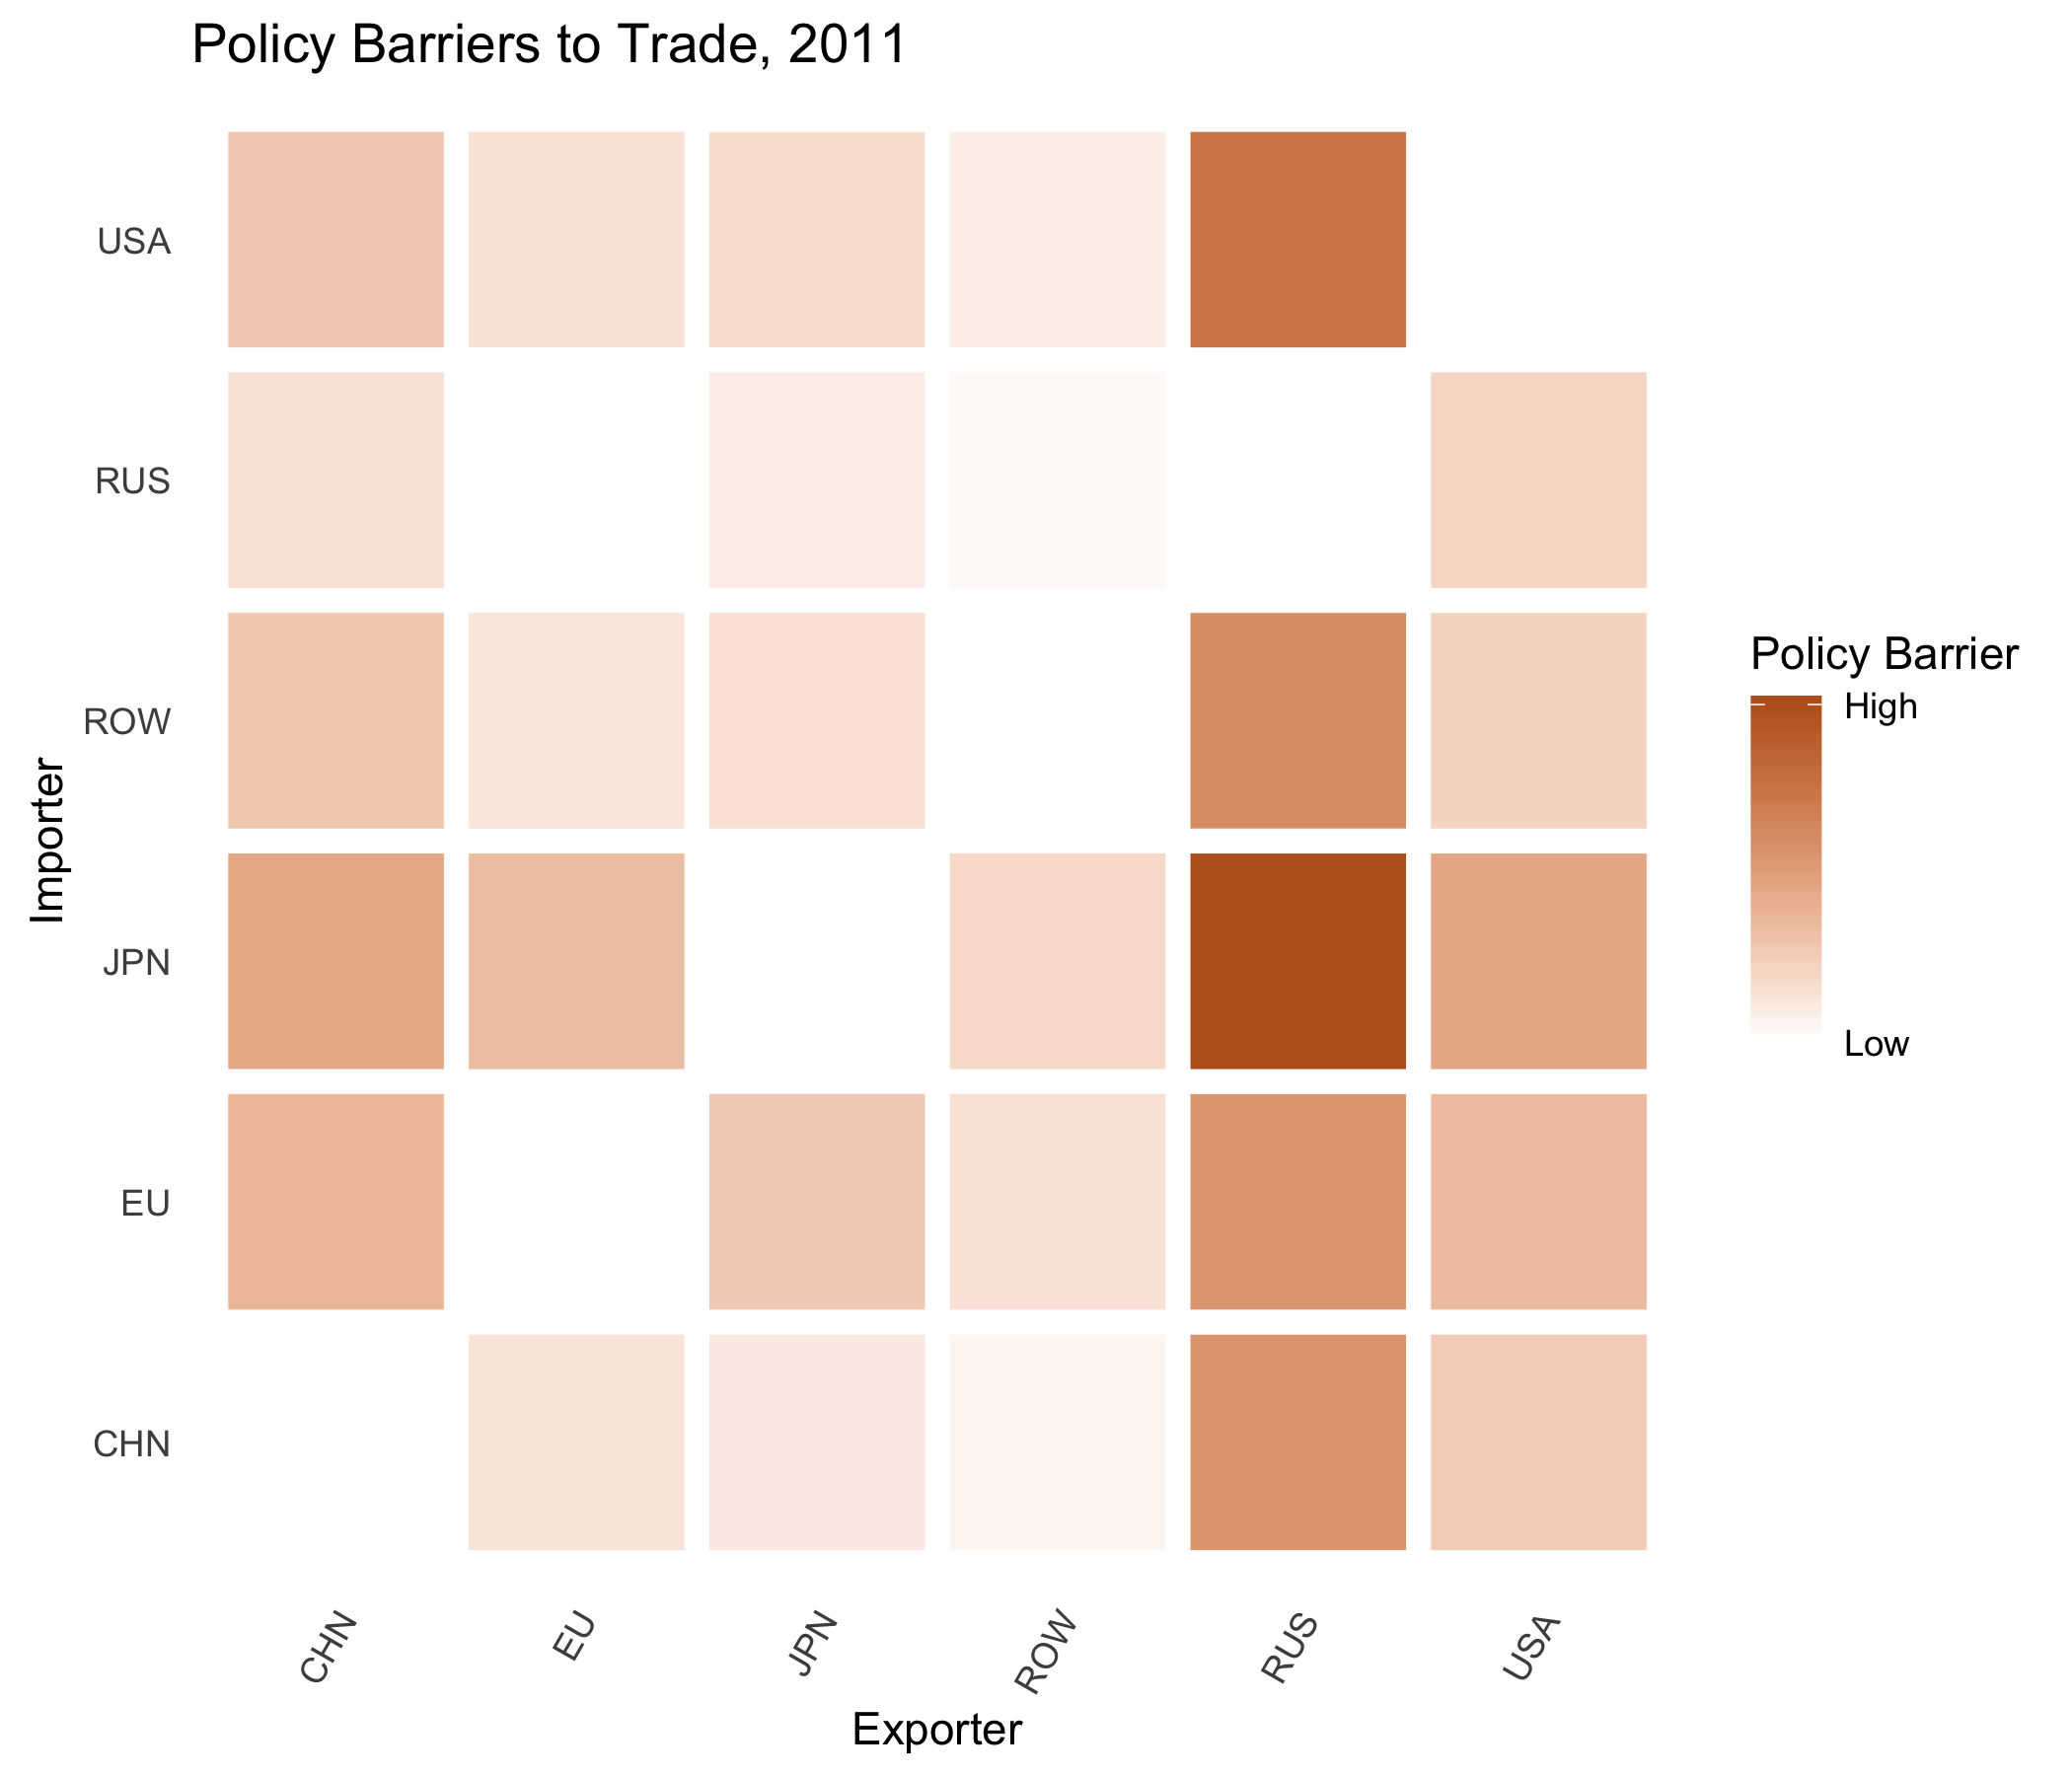 Policy Barriers to Trade, 2011
USA
RUS
ROW
JPN
EU
CHN
Importer
CHN
EU
JPN
ROW
RUS
USA
Exporter
Policy Barrier
High
Low